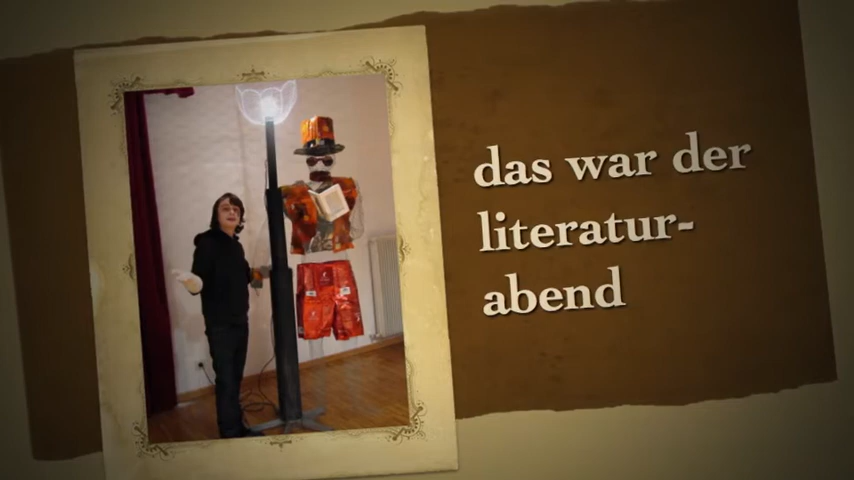 das war der
literatur-
abend